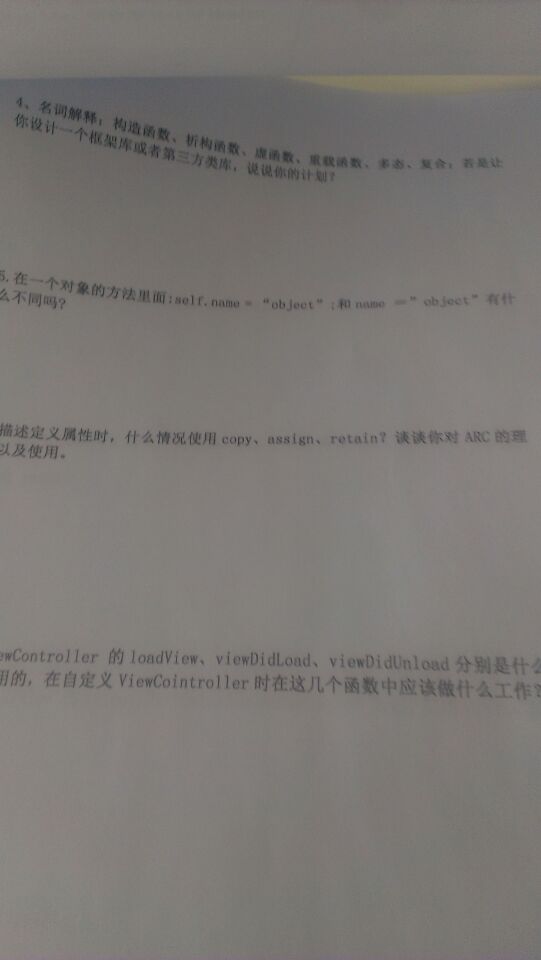 4、名词解释：构造函数、析构函数、虚函数、重载函数、多态、复合；若是让
你设计一个框架库或者第三方类库，说说你的计划？
5.在一个对象的方法里面:self.name = “object”;和 name =”object”有什
么不同吗？
描述定义属性时，什么情况使用 copy、assign、retain？谈谈你对 ARC 的理
以及使用。
ewController 的 loadView、viewDidLoad、viewDidUnload 分别是什么
用的，在自定义 ViewCointroller 时在这几个函数中应该做什么工作？